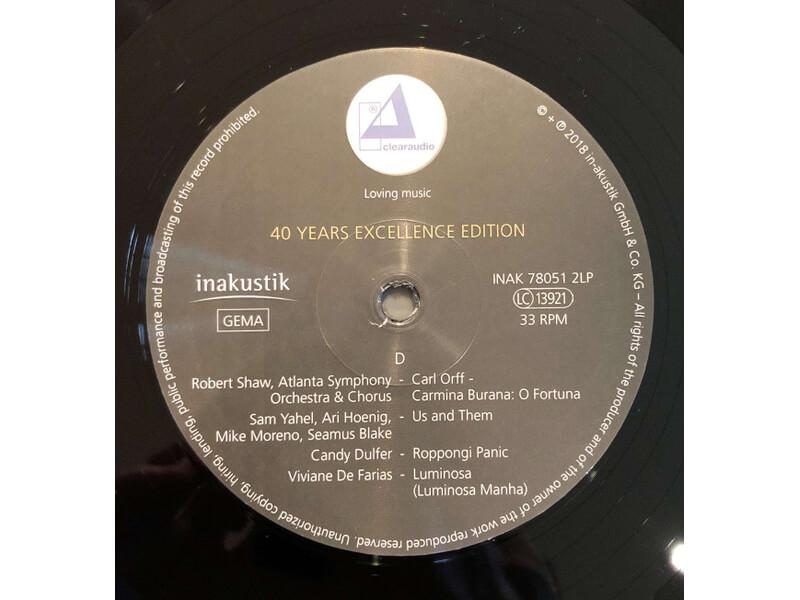 ®
clearaudio
Loving music
40 YEARS EXCELLENCE EDITION
inakustik
GEMA
INAK 78051 2LP
LC 13921
33 RPM
D
Robert Shaw, Atlanta Symphony - Carl Orff -
Orchestra & Chorus Carmina Burana: O Fortuna
Sam Yahel, Ari Hoenig, - Us and Them
Mike Moreno, Seamus Blake
Candy Dulfer - Roppongi Panic
Viviane De Farias - Luminosa
(Luminosa Manha)
© + ℗ 2018 in-akustik GmbH & Co. KG – All rights of the producer and of the owner of the work reproduced reserved. Unauthorized copying, hiring, lending, public performance and broadcasting of this record prohibited.